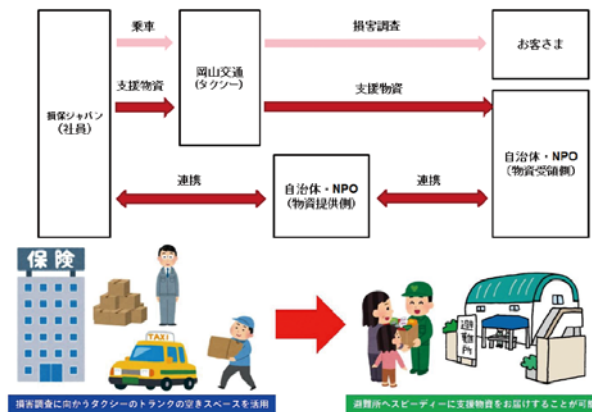 乗車
損害調査
お客さま
岡山交通
(タクシー)
支援物資
支援物資
損保ジャパン
(社員)
自治体・NPO
(物資受領側)
連携
自治体・NPO
(物資提供側)
連携
保険
TAXI
避難所
損害調査に向かうタクシーのトランクの空きスペースを活用
避難所へスピーディーに支援物資をお届けすることが可能